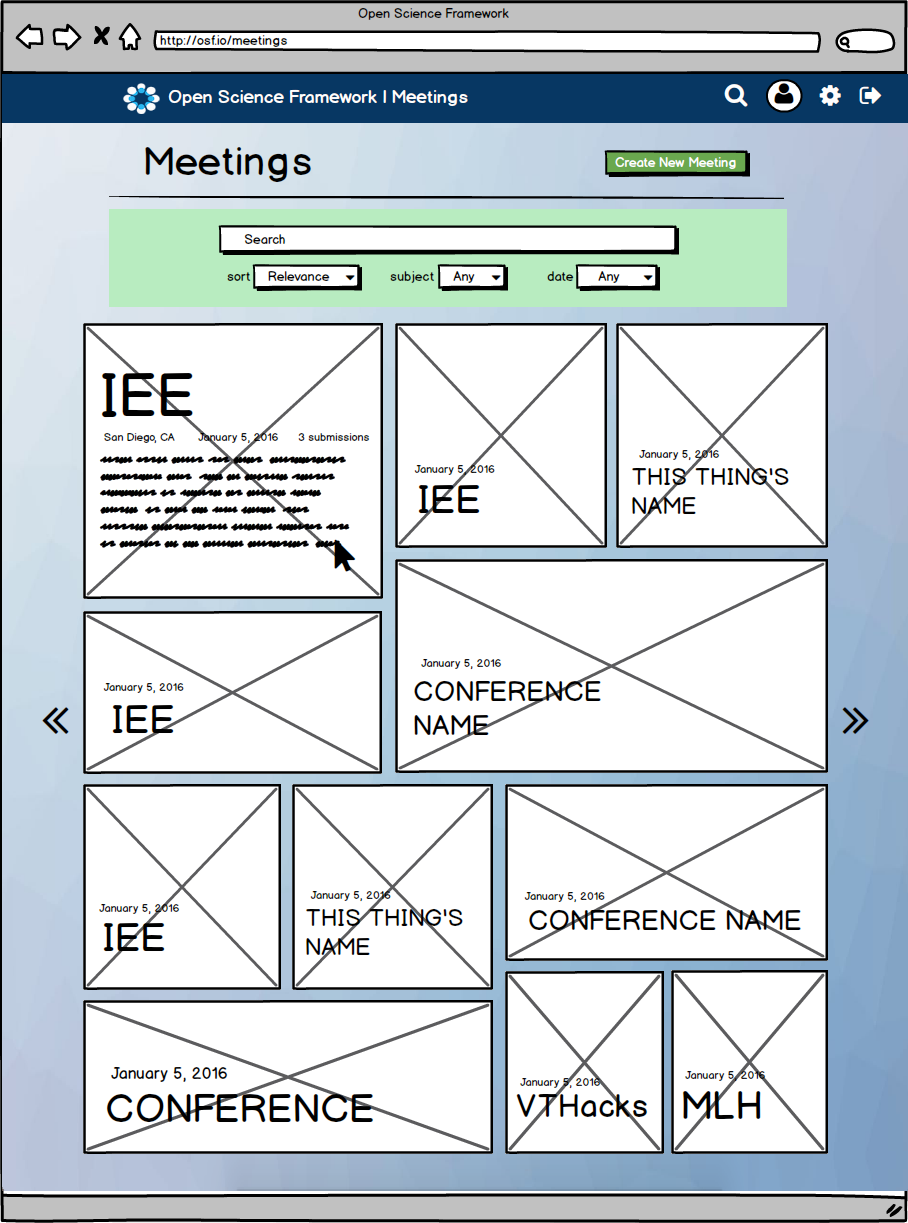 Open Science Framework
http://osf.io/meetings
Open Science Framework | Meetings
Meetings
Create New Meeting
Search
sort Relevance subject Any date Any
IEE
San Diego, CA January 5, 2016 3 submissions
January 5, 2016
IEE
January 5, 2016
THIS THING'S
NAME
January 5, 2016
IEE
January 5, 2016
CONFERENCE
NAME
January 5, 2016
IEE
January 5, 2016
THIS THING'S
NAME
January 5, 2016
CONFERENCE NAME
January 5, 2016
CONFERENCE
January 5, 2016
VTHacks
January 5, 2016
MLH